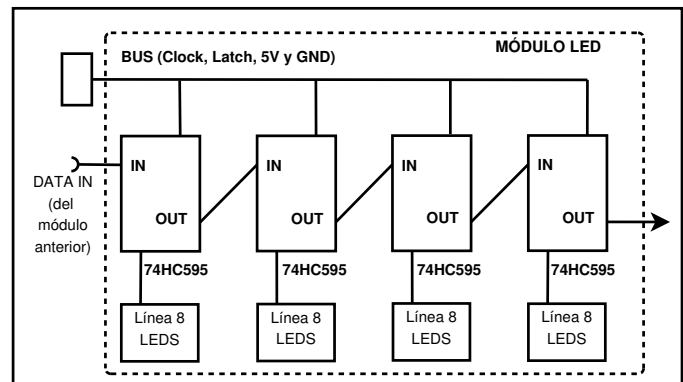 BUS (Clock, Latch, 5V y GND)
MÓDULO LED
DATA IN
(del
módulo
anterior)
IN
OUT
74HC595
Línea 8
LEDS
IN
OUT
74HC595
Línea 8
LEDS
IN
OUT
74HC595
Línea 8
LEDS
IN
OUT
74HC595
Línea 8
LEDS